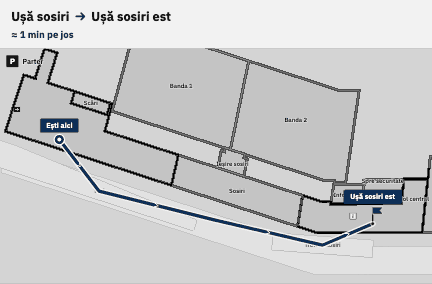 Ușă sosiri → Ușă sosiri est
≈ 1 min pe jos
P Parter
Banda 1
Scări
Banda 2
Ești aici
Ieșire sosiri
Sosiri
Spre securitate
Ușă sosiri est